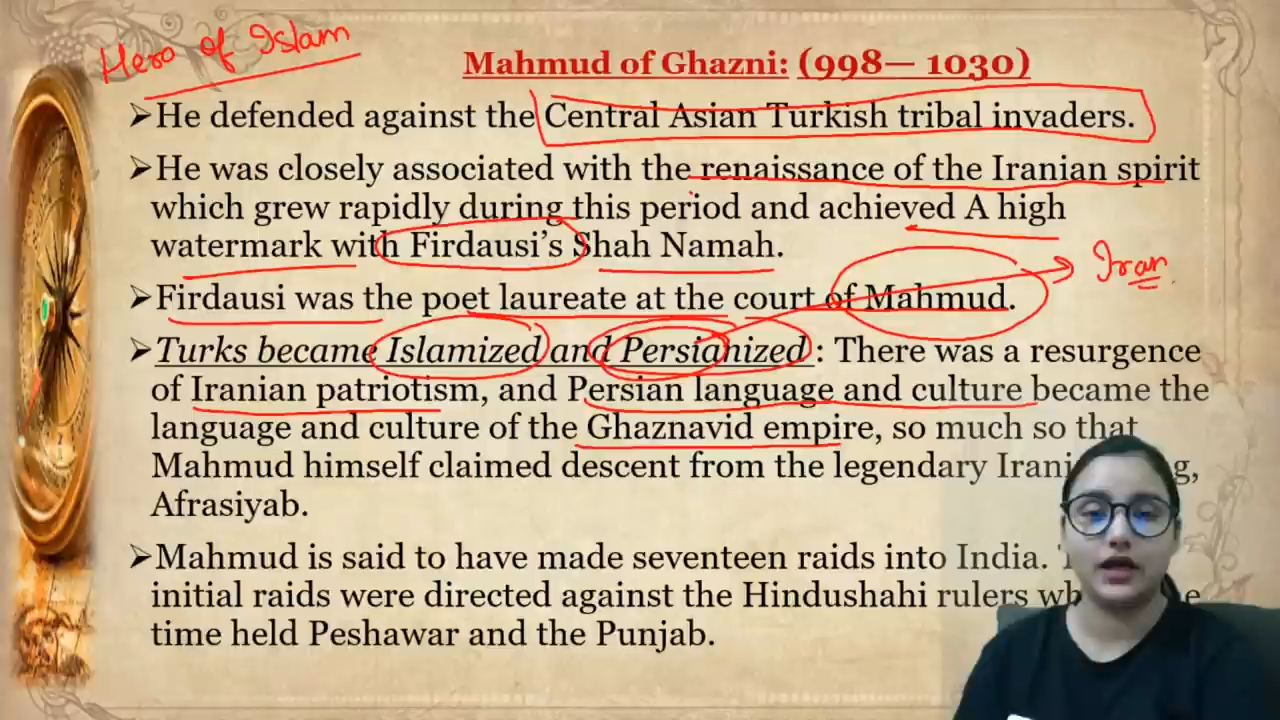 Hero of Islam
Mahmud of Ghazni: (998— 1030)
➢He defended against the Central Asian Turkish tribal invaders.
➢He was closely associated with the renaissance of the Iranian spirit
which grew rapidly during this period and achieved A high
watermark with Firdausi's Shah Namah.
Iran
➢Firdausi was the poet laureate at the court of Mahmud.
➢Turks became Islamized and Persianized : There was a resurgence
of Iranian patriotism, and Persian language and culture became the
language and culture of the Ghaznavid empire, so much so that
Mahmud himself claimed descent from the legendary
Afrasiyab.
➢Mahmud is said to have made seventeen raids into India.
initial raids were directed against the Hindushahi rulers
time held Peshawar and the Punjab.